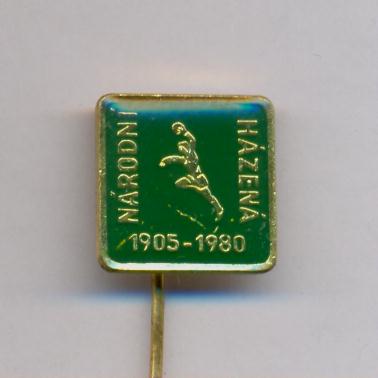 NÁRODNÍ
HÁZENÁ
1905-1980